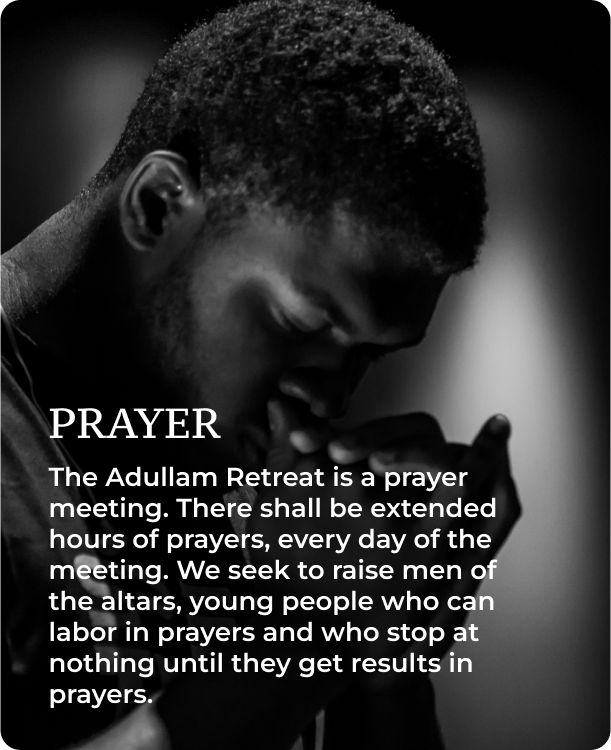 PRAYER
The Adullam Retreat is a prayer
meeting. There shall be extended
hours of prayers, every day of the
meeting. We seek to raise men of
the altars, young people who can
labor in prayers and who stop at
nothing until they get results in
prayers.